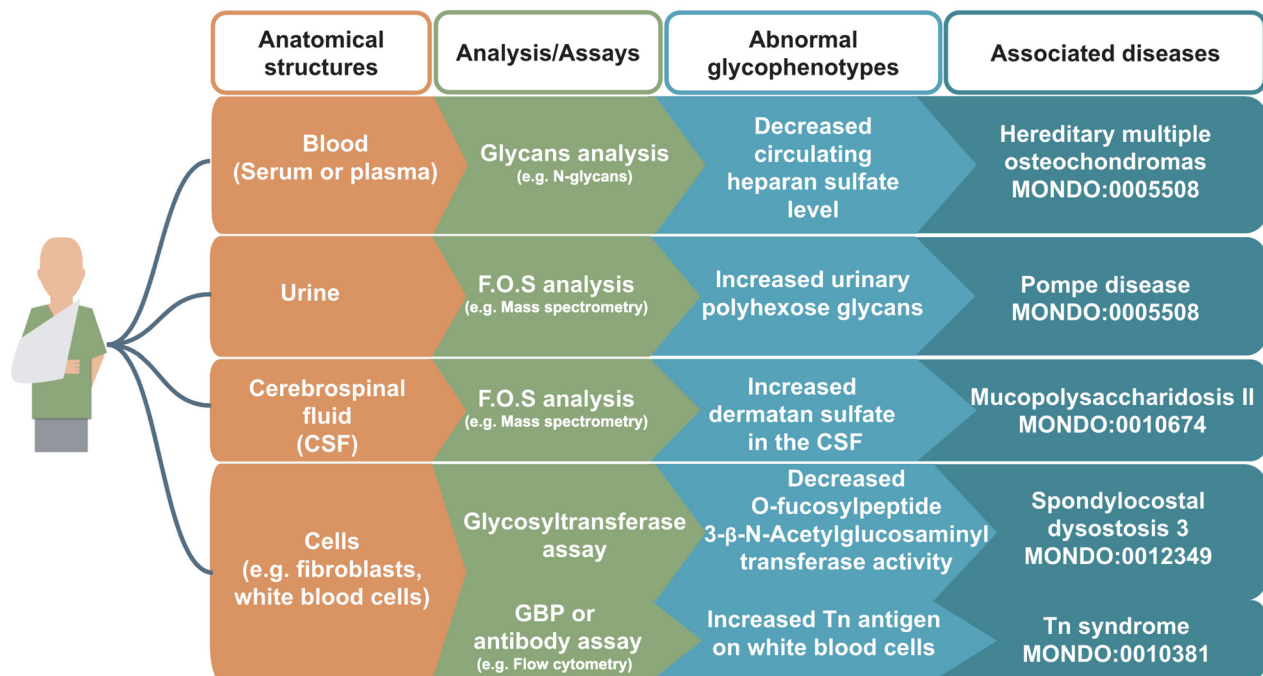 Anatomical
structures
Analysis/Assays
Abnormal
glycophenotypes
Associated diseases
Blood
(Serum or plasma)
Glycans analysis
(e.g. N-glycans)
Decreased
circulating
heparan sulfate
level
Hereditary multiple
osteochondromas
MONDO:0005508
Urine
F.O.S analysis
(e.g. Mass spectrometry)
Increased urinary
polyhexose glycans
Pompe disease
MONDO:0005508
Cerebrospinal
fluid
(CSF)
F.O.S analysis
(e.g. Mass spectrometry)
Increased
dermatan sulfate
in the CSF
Mucopolysaccharidosis II
MONDO:0010674
Cells
(e.g. fibroblasts,
white blood cells)
Glycosyltransferase
assay
Decreased
O-fucosylpeptide
3-β-N-Acetylglucosaminyl
transferase activity
Spondylocostal
dysostosis 3
MONDO:0012349
GBP or
antibody assay
(e.g. Flow cytometry)
Increased Tn antigen
on white blood cells
Tn syndrome
MONDO:0010381